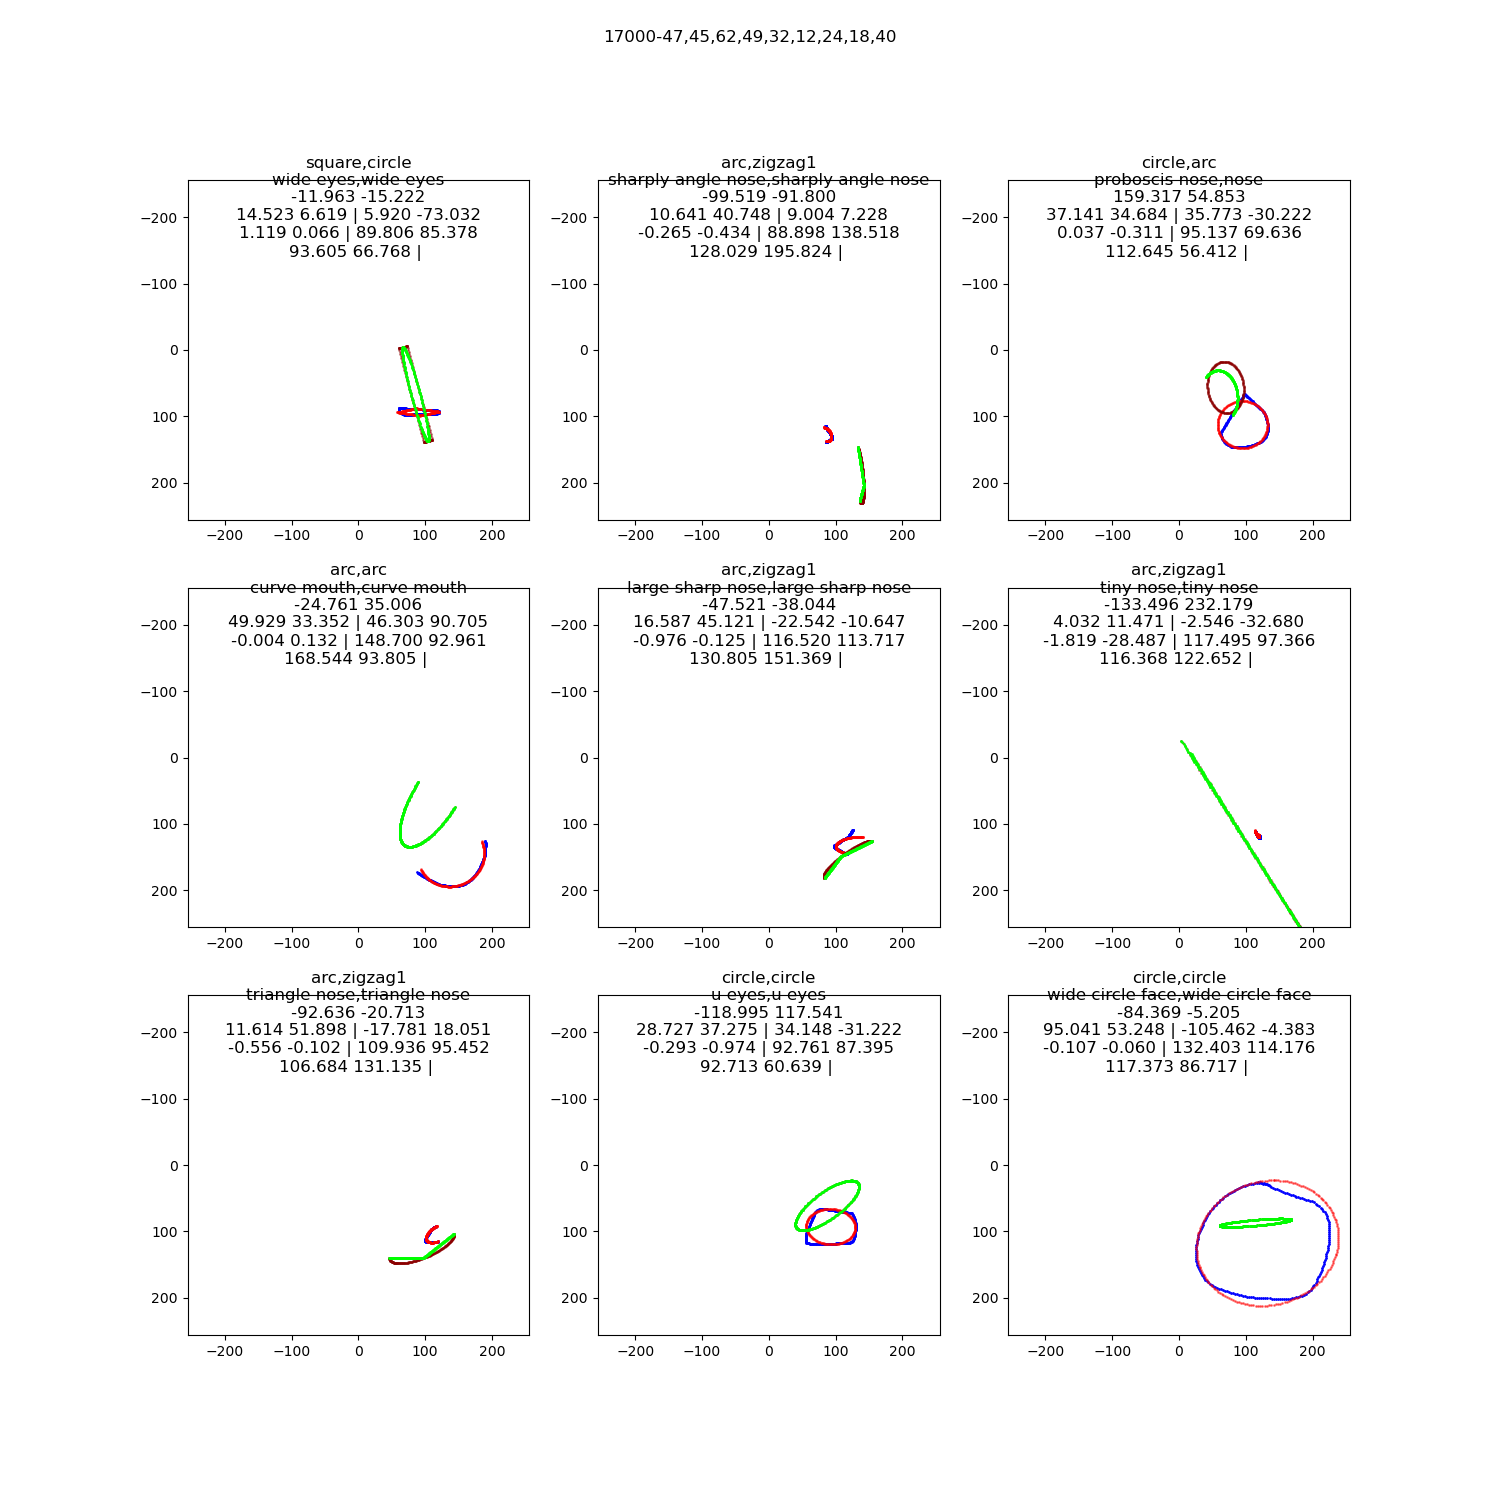 17000-47,45,62,49,32,12,24,18,40
square,circle
wide eyes,wide eyes
-11.963 -15.222
14.523 6.619 | 5.920 -73.032
1.119 0.066 | 89.806 85.378
93.605 66.768 |
−200
−100
0
100
200
−200 −100 0 100 200
arc,zigzag1
sharply angle nose,sharply angle nose
-99.519 -91.800
10.641 40.748 | 9.004 7.228
-0.265 -0.434 | 88.898 138.518
128.029 195.824 |
−200
−100
0
100
200
−200 −100 0 100 200
circle,arc
proboscis nose,nose
159.317 54.853
37.141 34.684 | 35.773 -30.222
0.037 -0.311 | 95.137 69.636
112.645 56.412 |
−200
−100
0
100
200
−200 −100 0 100 200
arc,arc
curve mouth,curve mouth
-24.761 35.006
49.929 33.352 | 46.303 90.705
-0.004 0.132 | 148.700 92.961
168.544 93.805 |
−200
−100
0
100
200
−200 −100 0 100 200
arc,zigzag1
large sharp nose,large sharp nose
-47.521 -38.044
16.587 45.121 | -22.542 -10.647
-0.976 -0.125 | 116.520 113.717
130.805 151.369 |
−200
−100
0
100
200
−200 −100 0 100 200
arc,zigzag1
tiny nose,tiny nose
-133.496 232.179
4.032 11.471 | -2.546 -32.680
-1.819 -28.487 | 117.495 97.366
116.368 122.652 |
−200
−100
0
100
200
−200 −100 0 100 200
arc,zigzag1
triangle nose,triangle nose
-92.636 -20.713
11.614 51.898 | -17.781 18.051
-0.556 -0.102 | 109.936 95.452
106.684 131.135 |
−200
−100
0
100
200
−200 −100 0 100 200
circle,circle
u eyes,u eyes
-118.995 117.541
28.727 37.275 | 34.148 -31.222
-0.293 -0.974 | 92.761 87.395
92.713 60.639 |
−200
−100
0
100
200
−200 −100 0 100 200
circle,circle
wide circle face,wide circle face
-84.369 -5.205
95.041 53.248 | -105.462 -4.383
-0.107 -0.060 | 132.403 114.176
117.373 86.717 |
−200
−100
0
100
200
−200 −100 0 100 200